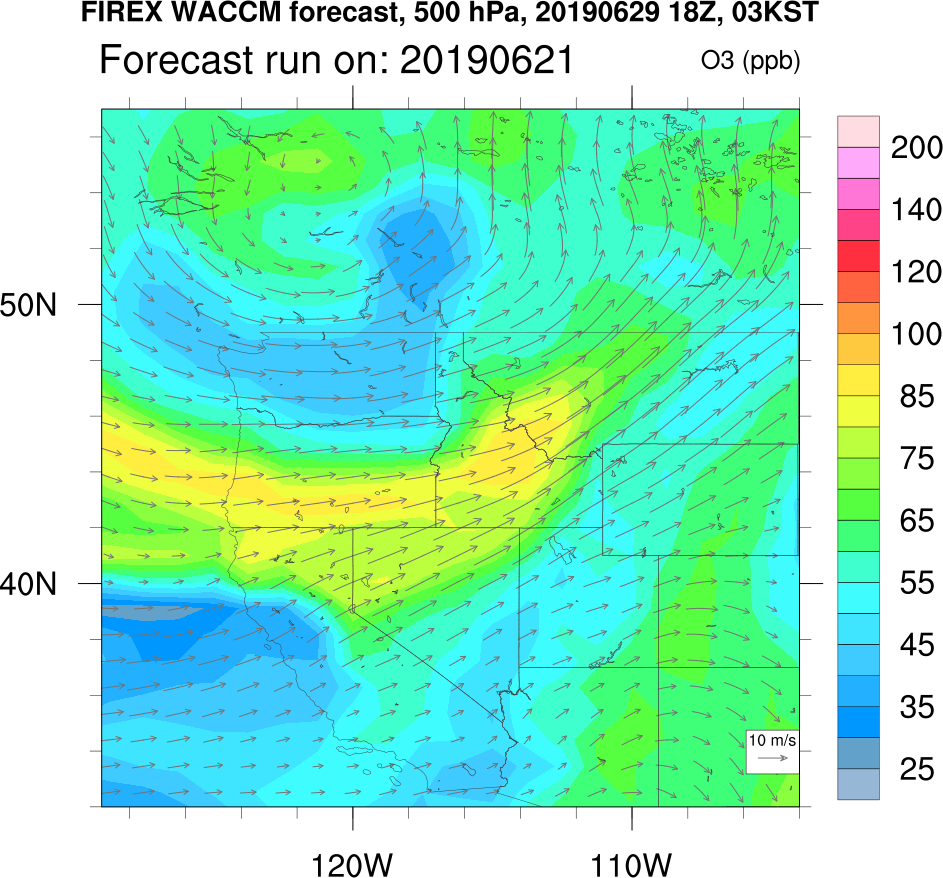 FIREX WACCM forecast, 500 hPa, 20190629 18Z, 03KST
Forecast run on: 20190621
O3 (ppb)
200
140
120
100
85
75
65
55
45
35
25
50N
40N
10 m/s
120W
110W